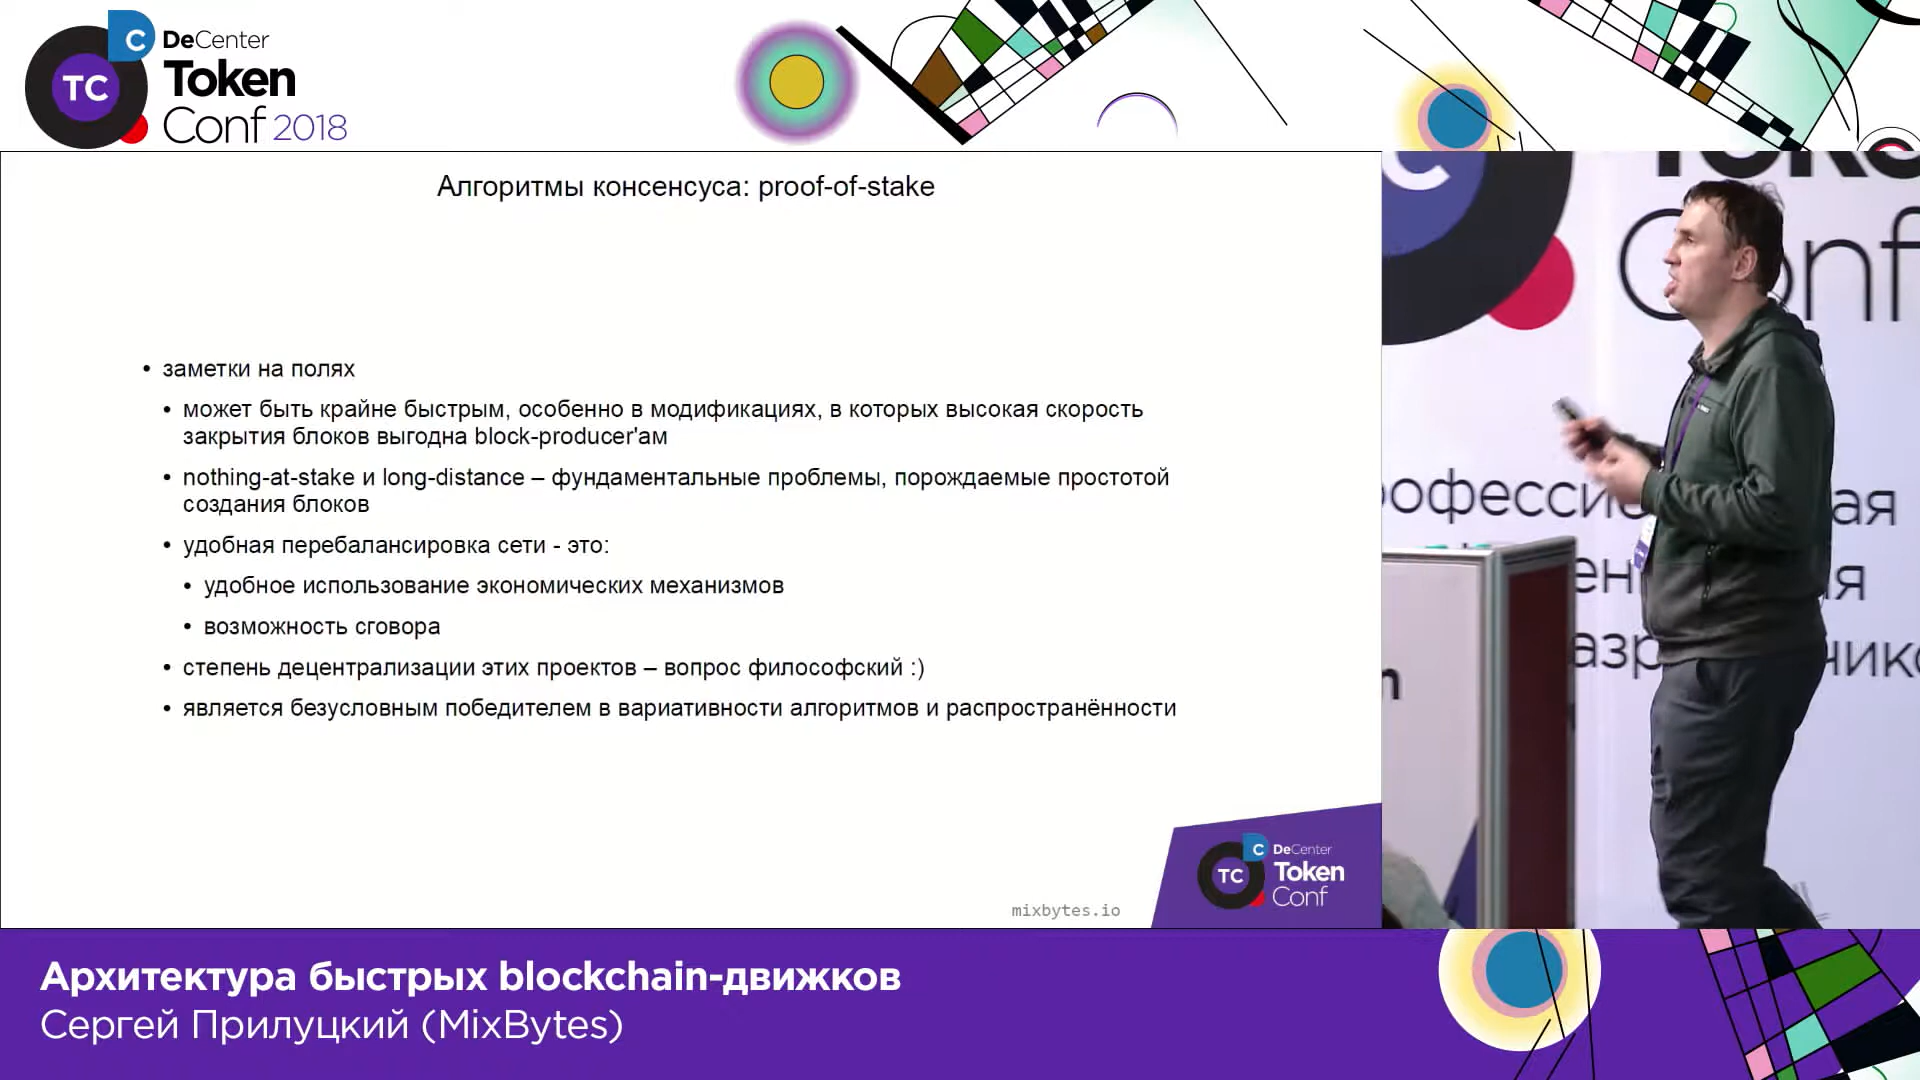 C DeCenter
TC Token
Conf 2018
Алгоритмы консенсуса: proof-of-stake
• заметки на полях
• может быть крайне быстрым, особенно в модификациях, в которых высокая скорость
закрытия блоков выгодна block-producer'ам
• nothing-at-stake и long-distance – фундаментальные проблемы, порождаемые простотой
создания блоков
• удобная перебалансировка сети - это:
• удобное использование экономических механизмов
• возможность сговора
• степень децентрализации этих проектов – вопрос философский :)
• является безусловным победителем в вариативности алгоритмов и распространённости
mixbytes.io
C DeCenter
TC Token
Conf
C
onf
Архитектура быстрых blockchain-движков
Сергей Прилуцкий (MixBytes)